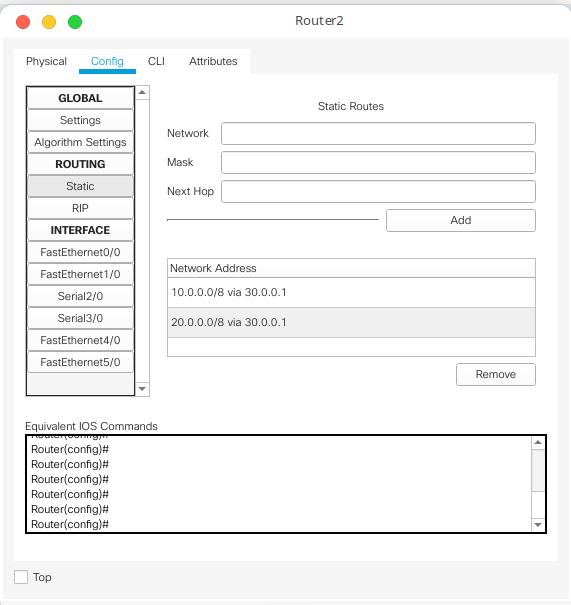 Router2
Physical Config CLI Attributes
GLOBAL
Settings
Algorithm Settings
ROUTING
Static
RIP
INTERFACE
FastEthernet0/0
FastEthernet1/0
Serial2/0
Serial3/0
FastEthernet4/0
FastEthernet5/0
Static Routes
Network
Mask
Next Hop
Add
Network Address
10.0.0.0/8 via 30.0.0.1
20.0.0.0/8 via 30.0.0.1
Remove
Equivalent IOS Commands
Router(config)#
Router(config)#
Router(config)#
Router(config)#
Router(config)#
Router(config)#
Router(config)#
Top